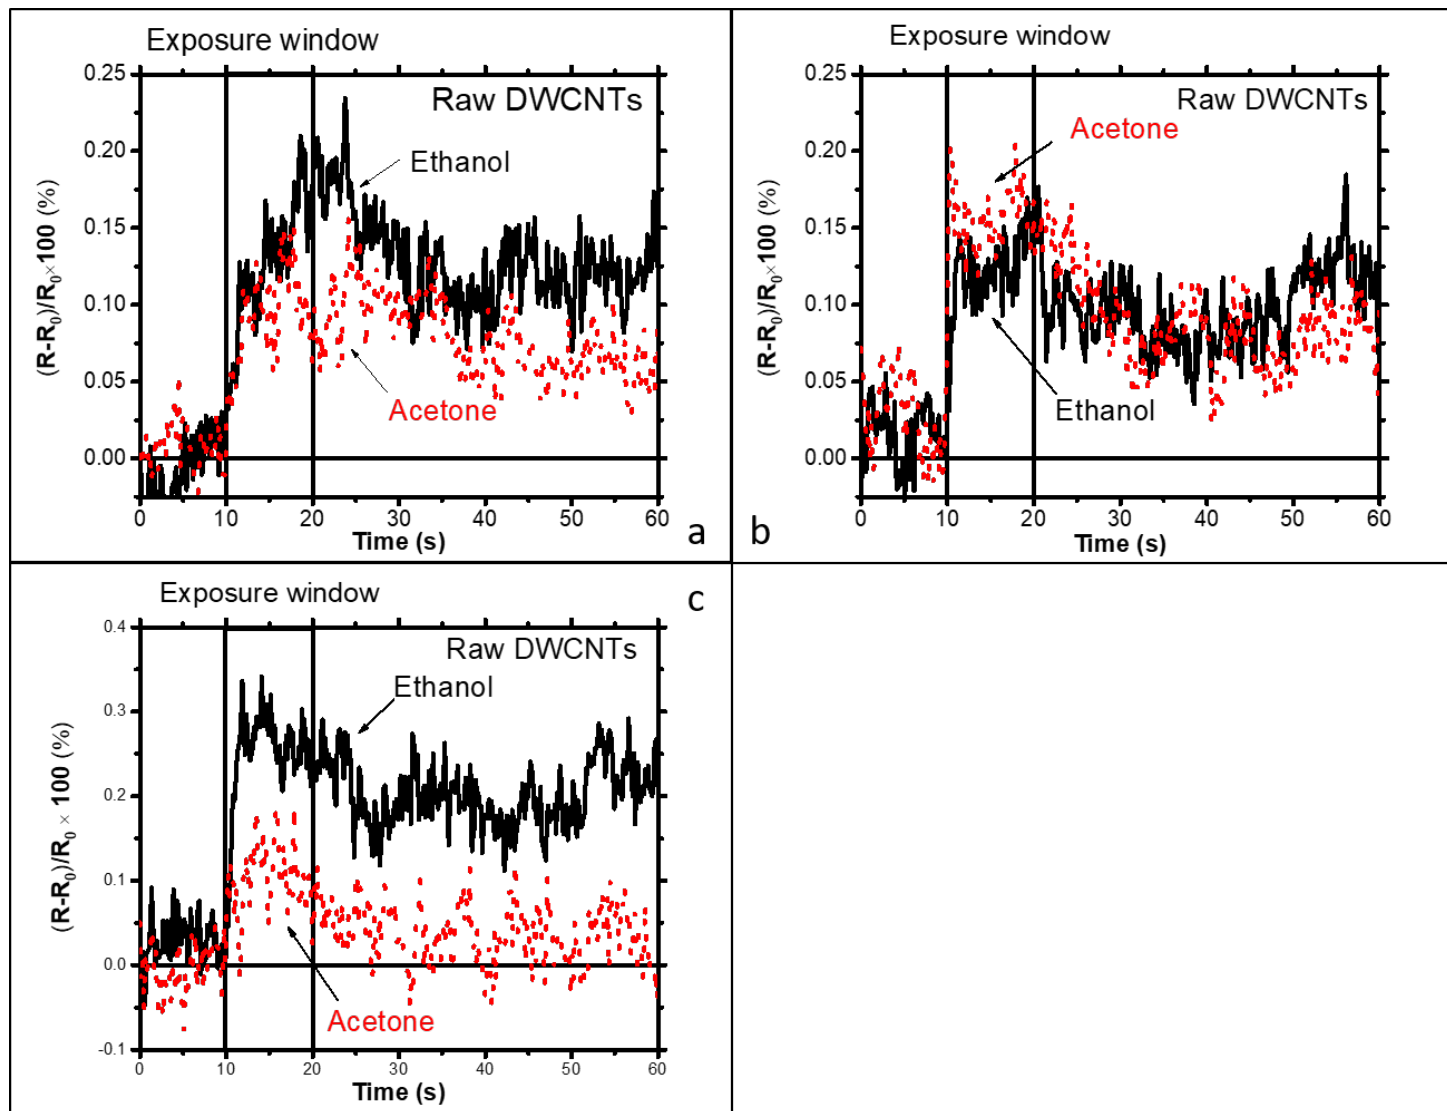 Exposure window
0.25
0.20
0.15
0.10
0.05
0.00
(R-R₀)/R₀×100 (%)
Raw DWCNTs
Ethanol
Acetone
0 10 20 30 40 50 60
Time (s)
a
Exposure window
0.25
0.20
0.15
0.10
0.05
0.00
(R-R₀)/R₀×100 (%)
Raw DWCNTs
Acetone
Ethanol
0 10 20 30 40 50 60
Time (s)
b
Exposure window
c
0.4
0.3
0.2
0.1
0.0
-0.1
(R-R₀)/R₀ × 100 (%)
Raw DWCNTs
Ethanol
Acetone
0 10 20 30 40 50 60
Time (s)